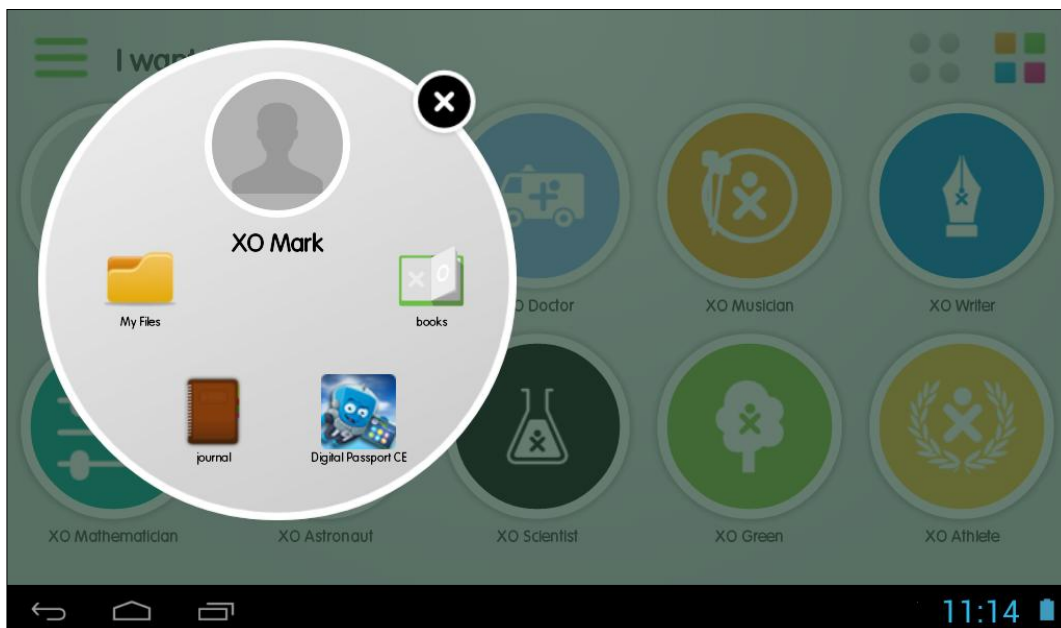 I want
XO Mark
My Files
books
journal
Digital Passport CE
XO Doctor
XO Musician
XO Writer
XO Mathematician
XO Astronaut
XO Scientist
XO Green
XO Athlete
11:14